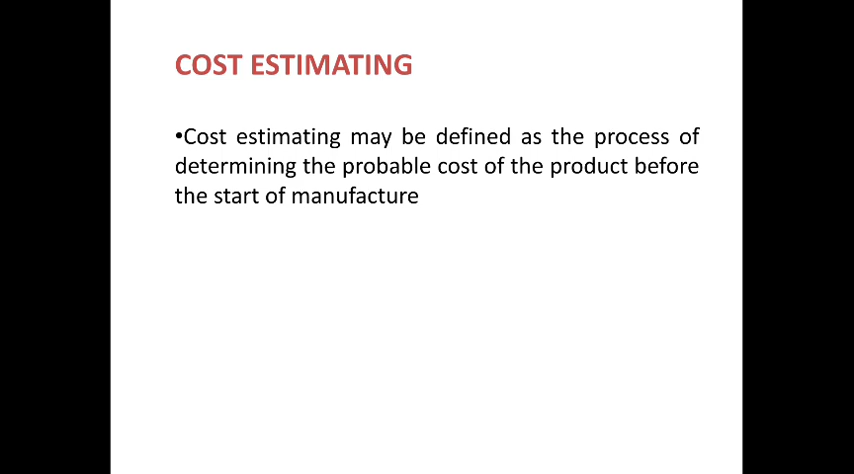 COST ESTIMATING
•Cost estimating may be defined as the process of
determining the probable cost of the product before
the start of manufacture